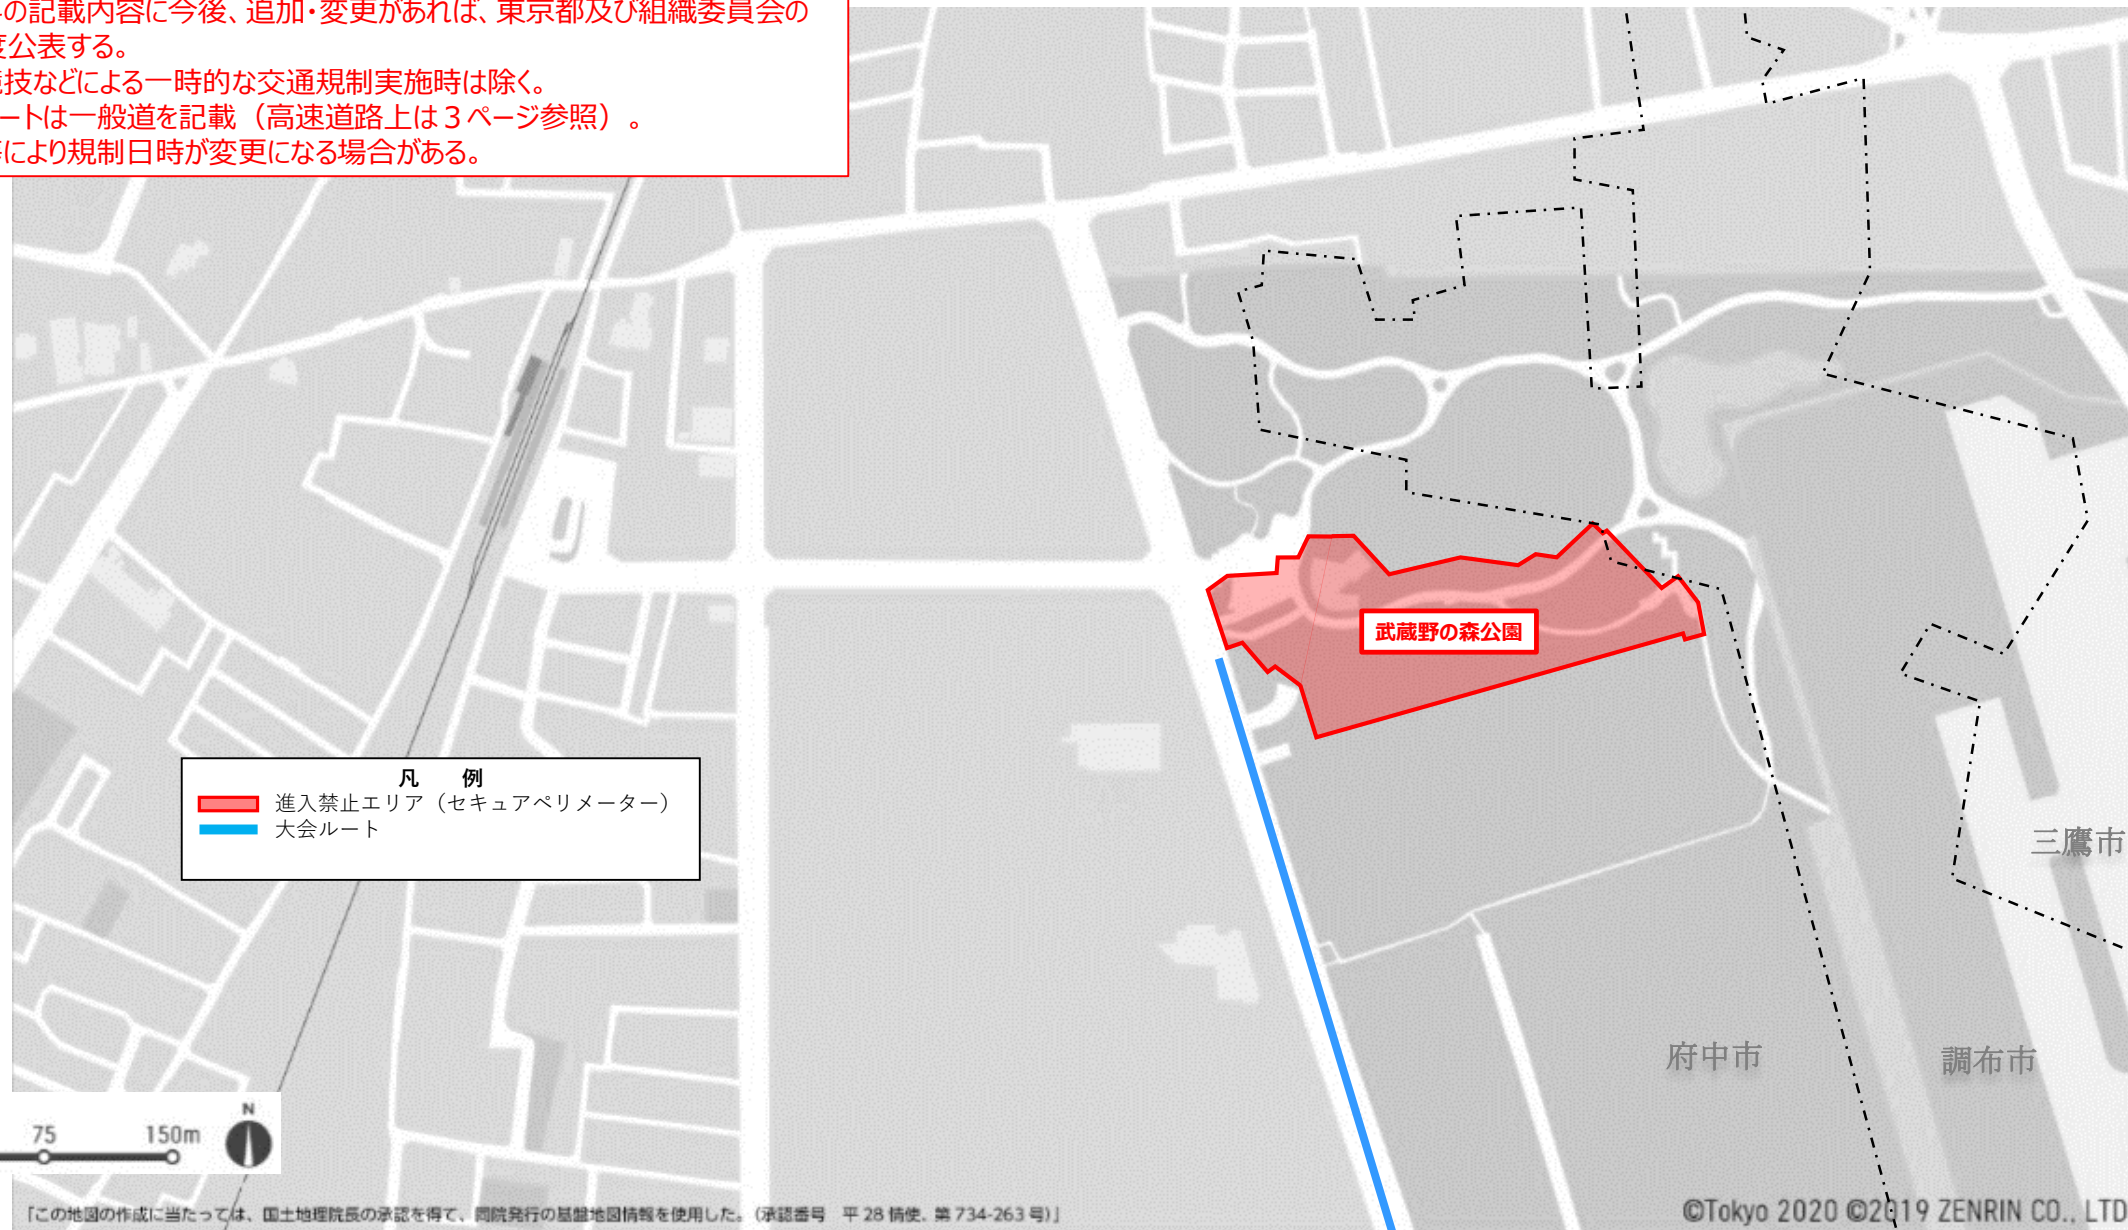 の記載内容に今後、追加・変更があれば、東京都及び組織委員会の
度公表する。
競技などによる一時的な交通規制実施時は除く。
ートは一般道を記載（高速道路上は３ページ参照）。
により規制日時が変更になる場合がある。
武蔵野の森公園
凡　例
進入禁止エリア（セキュアペリメーター）
大会ルート
三鷹市
府中市
調布市
75
150m
N
「この地図の作成に当たっては、国土地理院長の承認を得て、同院発行の基盤地図情報を使用した。（承認番号　平 28 情使、第 734-263 号）」
©Tokyo 2020 ©2019 ZENRIN CO., LTD